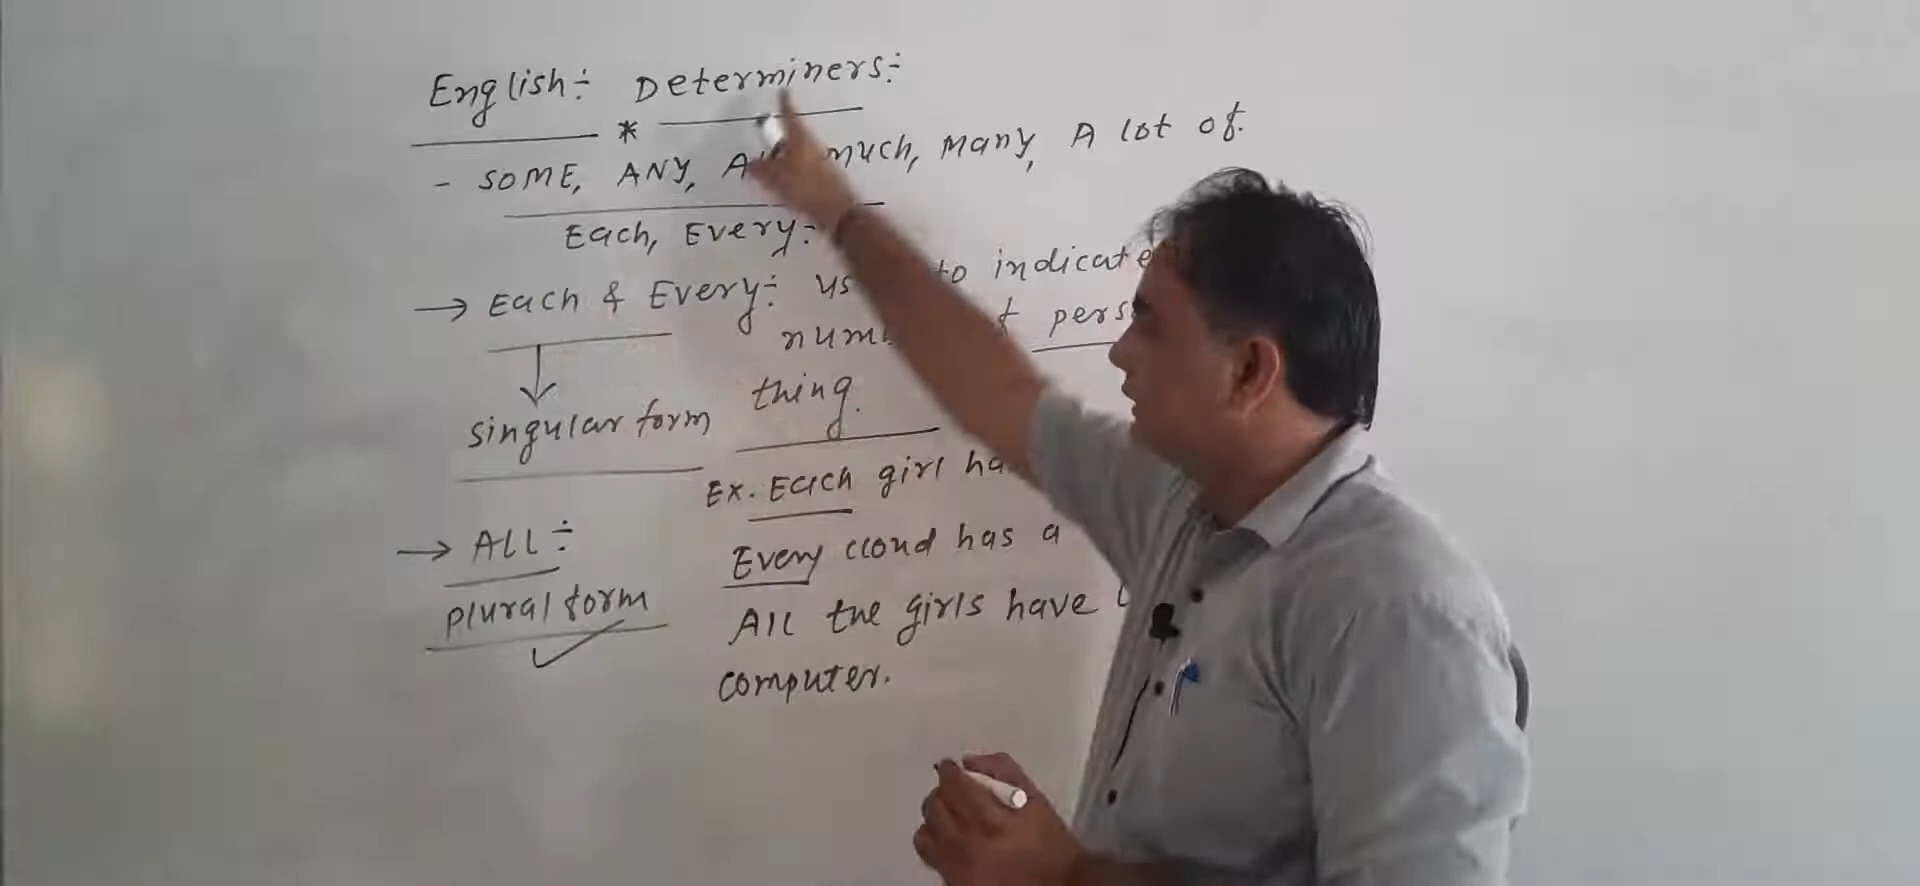 English:- Determiners:-
*
- SOME, ANY, All, much, many, A lot of.
Each, Every:-
→ Each & Every:- to indicate
thing.
singular form
Ex. Each girl
Every cloud has a
→ ALL:-
plural form
All the girls have
computer.